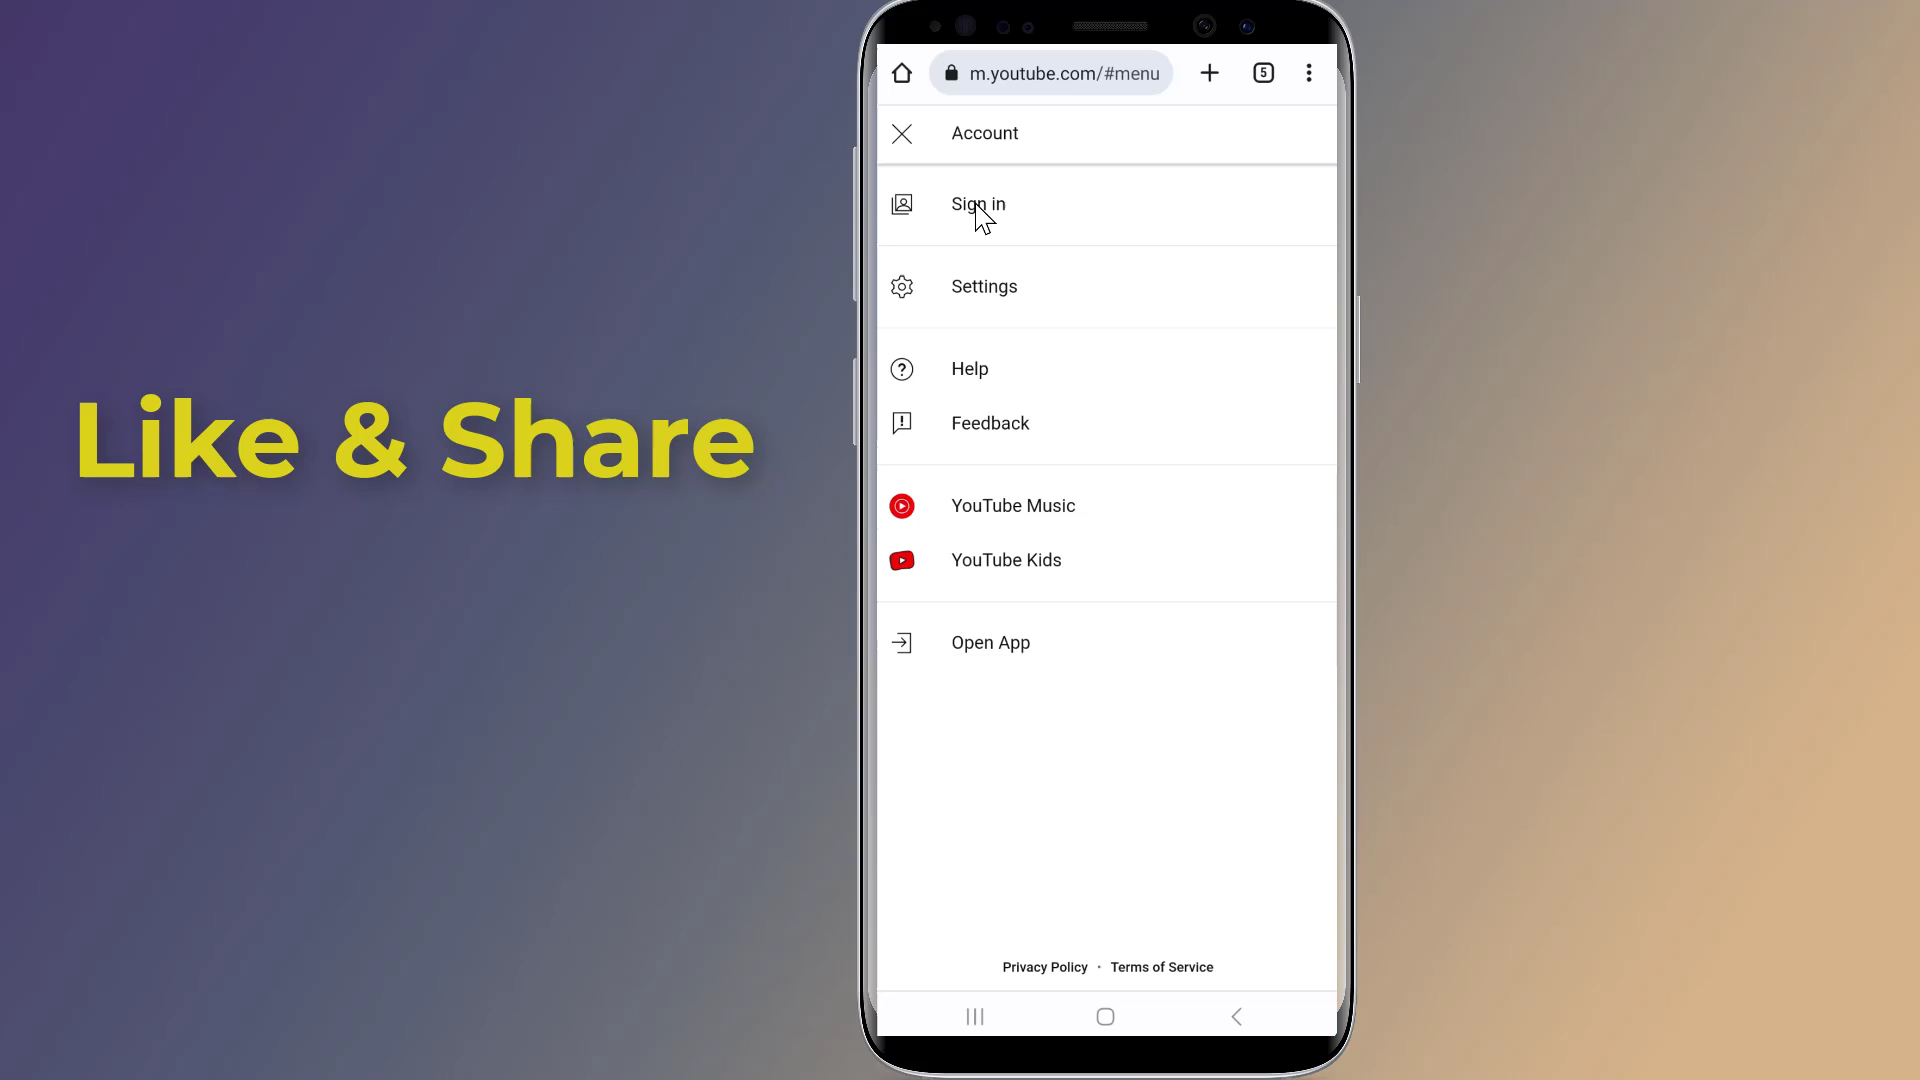 m.youtube.com/#menu
5
Account
Sign in
Settings
Help
Feedback
YouTube Music
YouTube Kids
Open App
Privacy Policy • Terms of Service
Like & Share